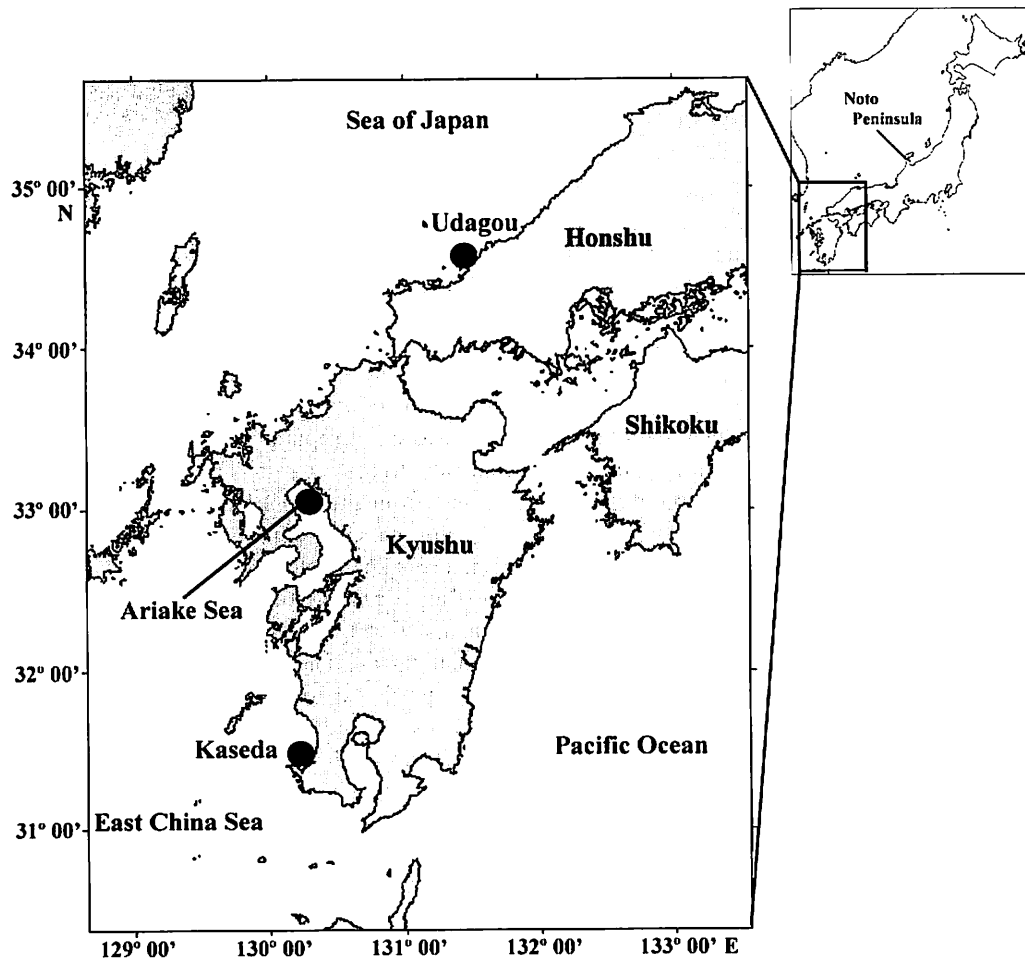 Noto
Peninsula
Sea of Japan
35° 00'
N
Udagou
Honshu
34° 00'
Shikoku
33° 00'
Kyushu
Ariake Sea
32° 00'
Kaseda
Pacific Ocean
31° 00'
East China Sea
129° 00' 130° 00' 131° 00' 132° 00' 133° 00' E